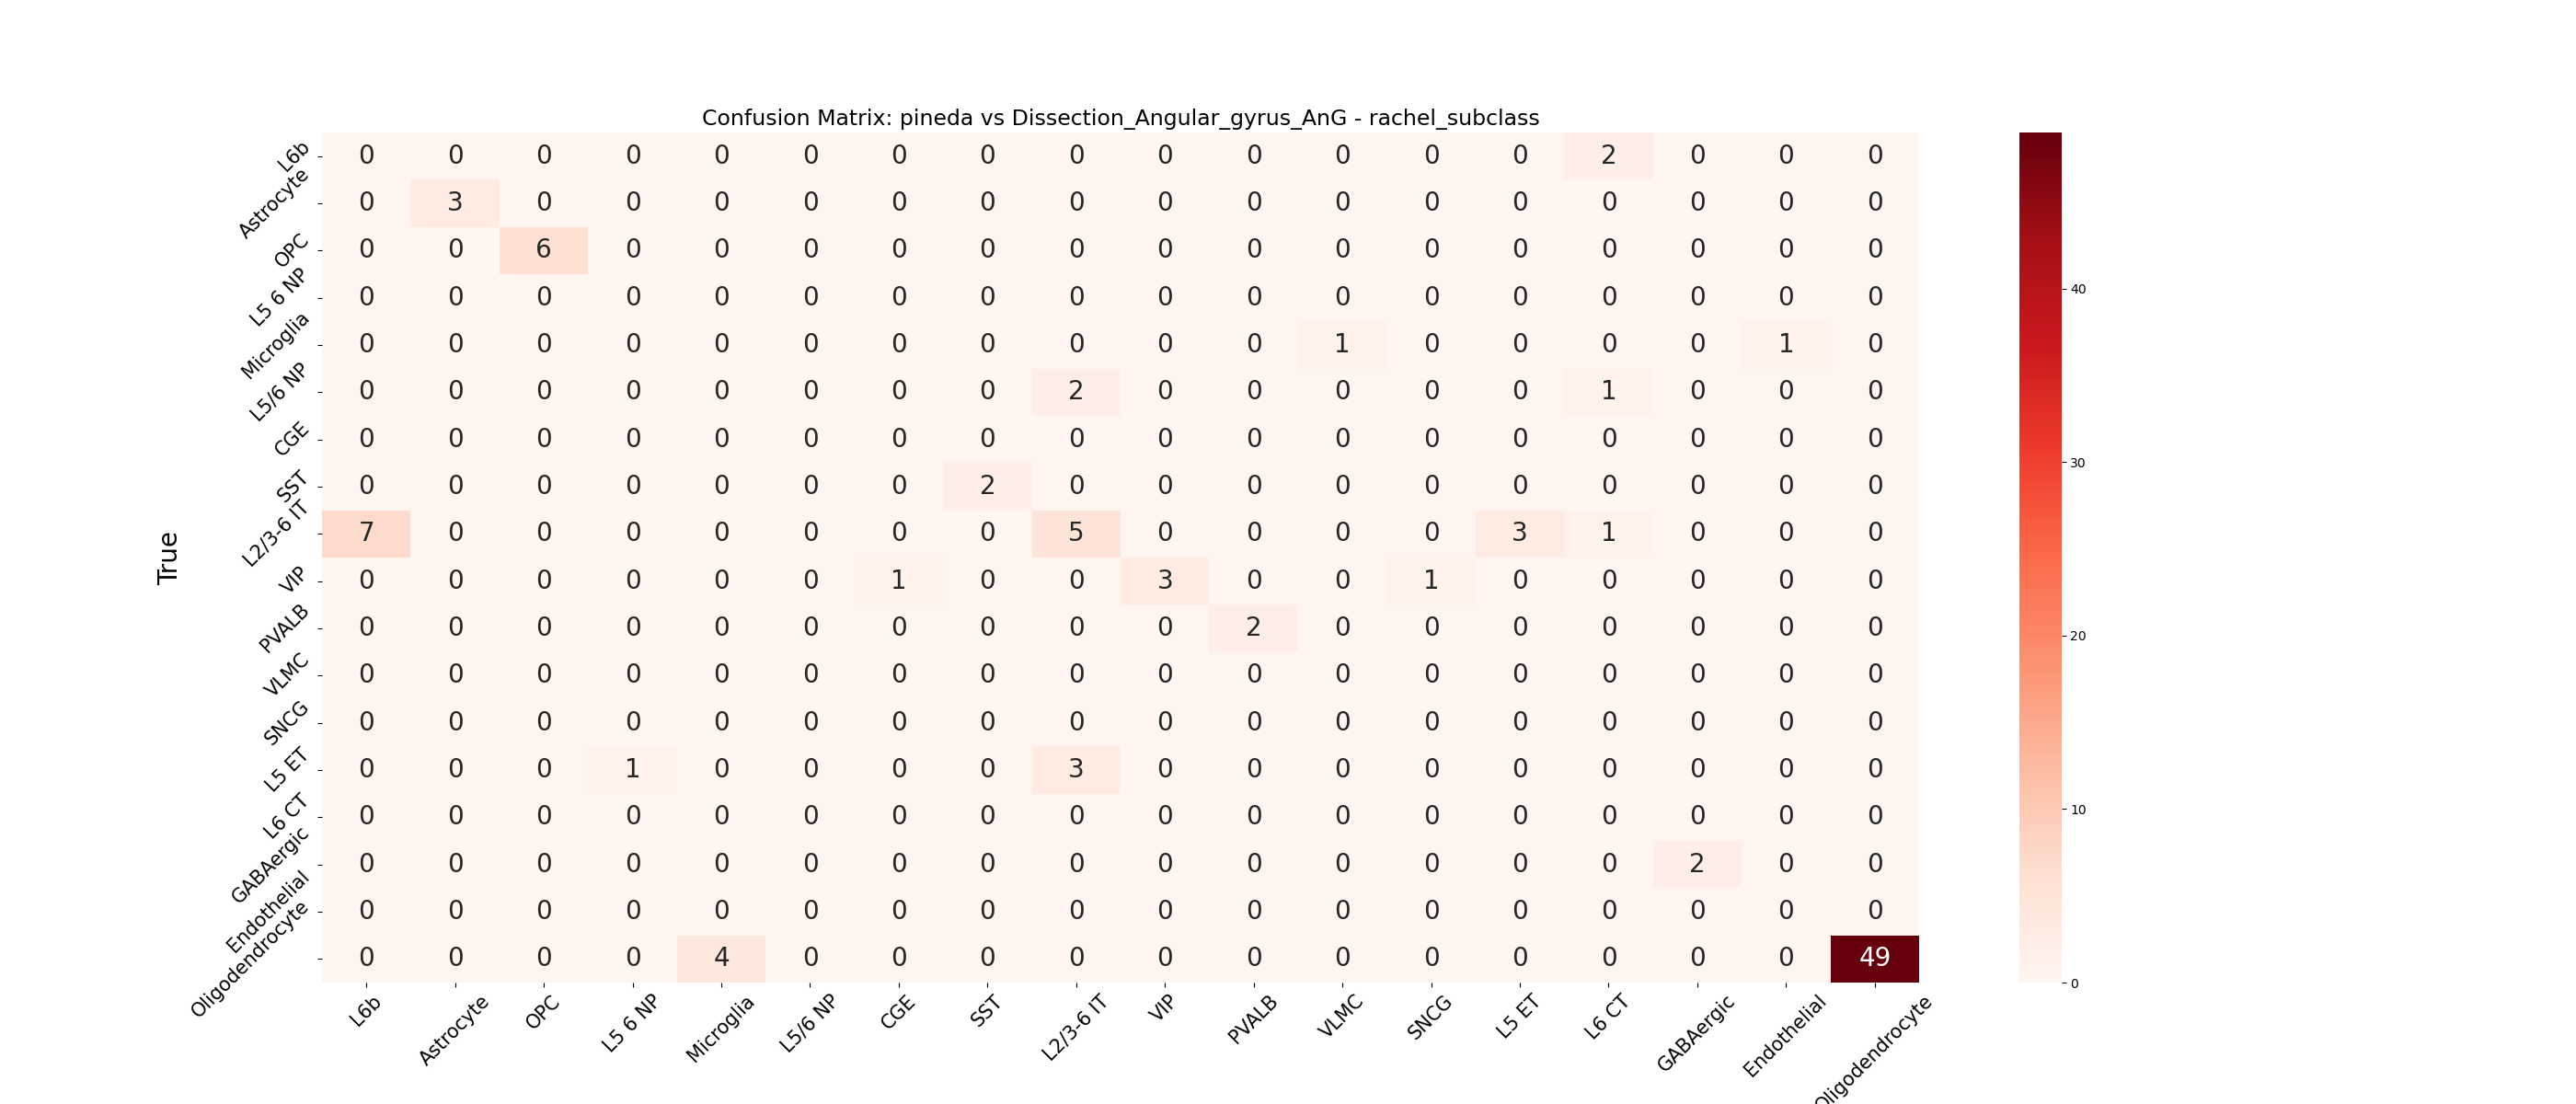 Confusion Matrix: pineda vs Dissection_Angular_gyrus_AnG - rachel_subclass
True
L6b 0 0 0 0 0 0 0 0 0 0 0 0 0 0 2 0 0 0
Astrocyte 0 3 0 0 0 0 0 0 0 0 0 0 0 0 0 0 0 0
OPC 0 0 6 0 0 0 0 0 0 0 0 0 0 0 0 0 0 0
L5 6 NP 0 0 0 0 0 0 0 0 0 0 0 0 0 0 0 0 0 0
Microglia 0 0 0 0 0 0 0 0 0 0 0 1 0 0 0 0 1 0
L5/6 NP 0 0 0 0 0 0 0 0 2 0 0 0 0 0 1 0 0 0
CGE 0 0 0 0 0 0 0 0 0 0 0 0 0 0 0 0 0 0
SST 0 0 0 0 0 0 0 2 0 0 0 0 0 0 0 0 0 0
L2/3-6 IT 7 0 0 0 0 0 0 0 5 0 0 0 0 3 1 0 0 0
VIP 0 0 0 0 0 0 1 0 0 3 0 0 1 0 0 0 0 0
PVALB 0 0 0 0 0 0 0 0 0 0 2 0 0 0 0 0 0 0
VLMC 0 0 0 0 0 0 0 0 0 0 0 0 0 0 0 0 0 0
SNCG 0 0 0 0 0 0 0 0 0 0 0 0 0 0 0 0 0 0
L5 ET 0 0 0 1 0 0 0 0 3 0 0 0 0 0 0 0 0 0
L6 CT 0 0 0 0 0 0 0 0 0 0 0 0 0 0 0 0 0 0
GABAergic 0 0 0 0 0 0 0 0 0 0 0 0 0 0 0 2 0 0
Endothelial 0 0 0 0 0 0 0 0 0 0 0 0 0 0 0 0 0 0
Oligodendrocyte 0 0 0 0 4 0 0 0 0 0 0 0 0 0 0 0 0 49
L6b Astrocyte OPC L5 6 NP Microglia L5/6 NP CGE SST L2/3-6 IT VIP PVALB VLMC SNCG L5 ET L6 CT GABAergic Endothelial Oligodendrocyte
40
30
20
10
0